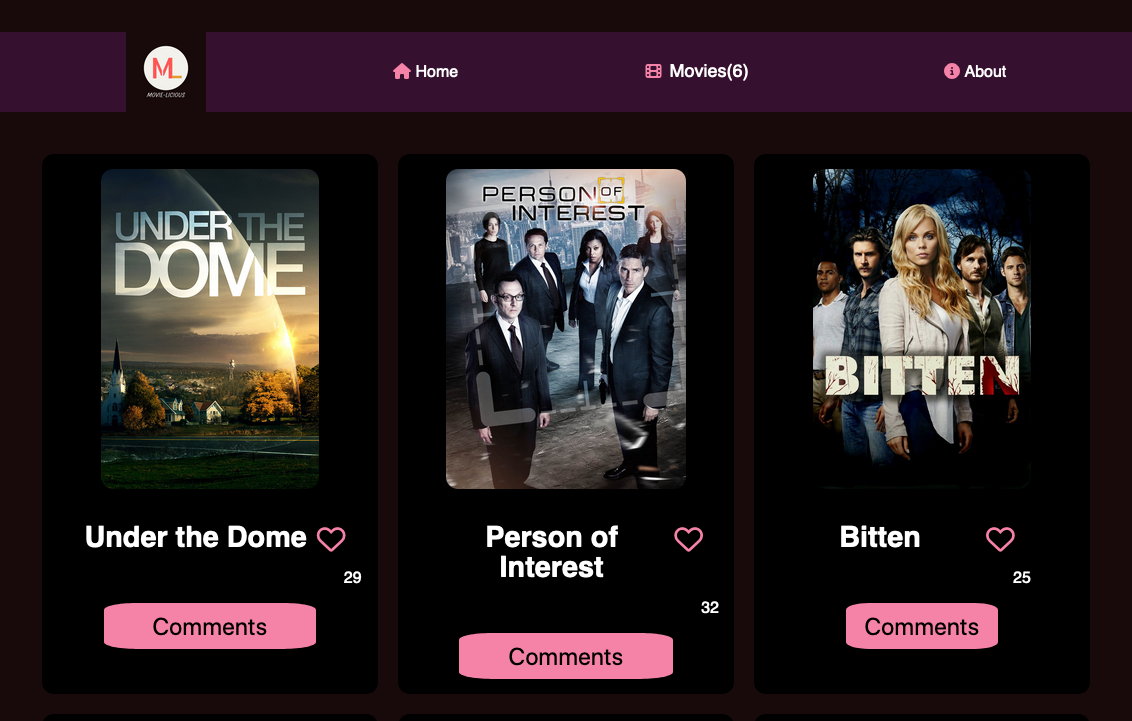 ML
MOVIE-LICIOUS
Home
Movies(6)
About
UNDER THE
DOME
PERSON OF
INTEREST
BITTEN
Under the Dome
29
Comments
Person of
Interest
32
Comments
Bitten
25
Comments